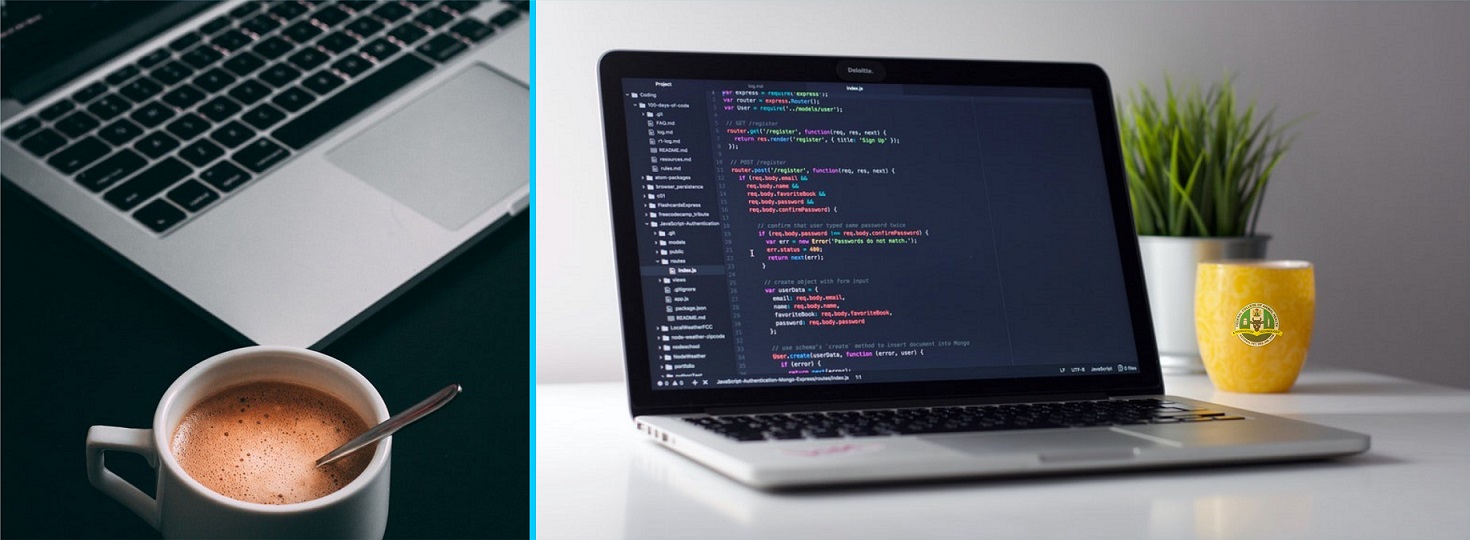 Deloitte.
Project
log.md
index.js
Coding
100-days-of-code
.git
FAQ.md
log.md
r1-log.md
README.md
resources.md
rules.md
atom-packages
browser_persistence
c01
FlashcardsExpress
freecodecamp_tribute
JavaScript-Authentication
.git
models
public
routes
index.js
views
.gitignore
app.js
package.json
README.md
LocalWeatherFCC
node-weather-zipcode
nodeschool
NodeWeather
portfolio
var express = require('express');
var router = express.Router();
var User = require('../models/user');
// GET /register
router.get('/register', function(req, res, next) {
return res.render('register', { title: 'Sign Up' });
});
// POST /register
router.post('/register', function(req, res, next) {
if (req.body.email &&
req.body.name &&
req.body.favoriteBook &&
req.body.password &&
req.body.confirmPassword) {
// confirm that user typed same password twice
if (req.body.password !== req.body.confirmPassword) {
var err = new Error('Passwords do not match.');
err.status = 400;
return next(err);
}
// create object with form input
var userData = {
email: req.body.email,
name: req.body.name,
favoriteBook: req.body.favoriteBook,
password: req.body.password
};
// use schema's `create` method to insert document into Mongo
User.create(userData, function (error, user) {
if (error) {
return next(error);
0 0 JavaScript-Authentication-Mongo-Express/routes/index.js 1:1 LF UTF-8 JavaScript 0 files